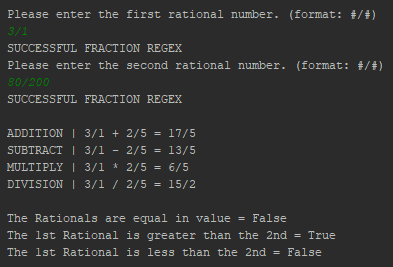 Please enter the first rational number. (format: #/#)
3/1
SUCCESSFUL FRACTION REGEX
Please enter the second rational number. (format: #/#)
80/200
SUCCESSFUL FRACTION REGEX
ADDITION | 3/1 + 2/5 = 17/5
SUBTRACT | 3/1 - 2/5 = 13/5
MULTIPLY | 3/1 * 2/5 = 6/5
DIVISION | 3/1 / 2/5 = 15/2
The Rationals are equal in value = False
The 1st Rational is greater than the 2nd = True
The 1st Rational is less than the 2nd = False